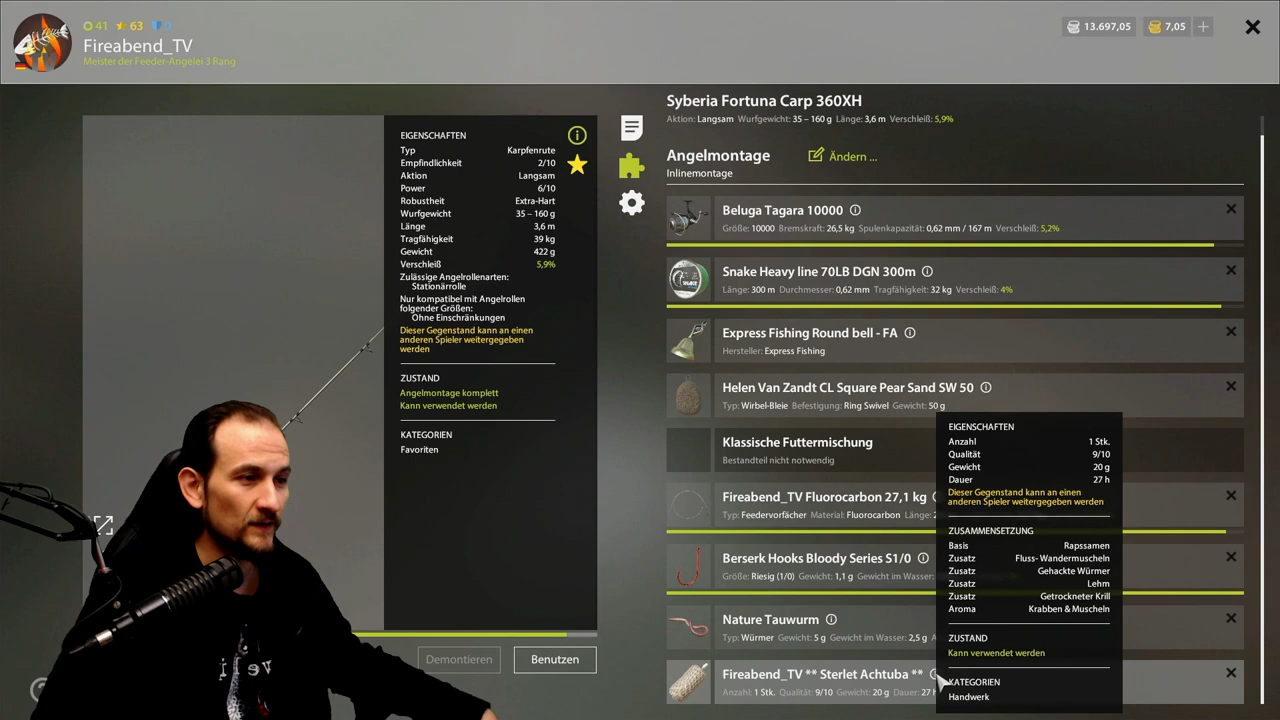 41 63 0
Fireabend_TV
Meister der Feeder-Angelei 3 Rang
13.697,05 7,05
EIGENSCHAFTEN
Typ Karpfenrute
Empfindlichkeit 2/10
Aktion Langsam
Power 6/10
Robustheit Extra-Hart
Wurfgewicht 35 – 160 g
Länge 3,6 m
Tragfähigkeit 39 kg
Gewicht 422 g
Verschleiß 5,9%
Zulässige Angelrollenarten:
Stationärrolle
Nur kompatibel mit Angelrollen
folgender Größen:
Ohne Einschränkungen
Dieser Gegenstand kann an einen
anderen Spieler weitergegeben
werden
ZUSTAND
Angelmontage komplett
Kann verwendet werden
KATEGORIEN
Favoriten
Demontieren Benutzen
Syberia Fortuna Carp 360XH
Aktion: Langsam Wurfgewicht: 35 – 160 g Länge: 3,6 m Verschleiß: 5,9%
Angelmontage Ändern ...
Inlinemontage
Beluga Tagara 10000
Größe: 10000 Bremskraft: 26,5 kg Spulenkapazität: 0,62 mm / 167 m Verschleiß: 5,2%
Snake Heavy line 70LB DGN 300m
Länge: 300 m Durchmesser: 0,62 mm Tragfähigkeit: 32 kg Verschleiß: 4%
Express Fishing Round bell - FA
Hersteller: Express Fishing
Helen Van Zandt CL Square Pear Sand SW 50
Typ: Wirbel-Bleie Befestigung: Ring Swivel Gewicht: 50 g
Klassische Futtermischung
Bestandteil nicht notwendig
Fireabend_TV Fluorocarbon 27,1 kg
Typ: Feedervorfächer Material: Fluorocarbon Länge:
Berserk Hooks Bloody Series S1/0
Größe: Riesig (1/0) Gewicht: 1,1 g Gewicht im Wasser:
Nature Tauwurm
Typ: Würmer Gewicht: 5 g Gewicht im Wasser: 2,5 g
Fireabend_TV ** Sterlet Achtuba **
Anzahl: 1 Stk. Qualität: 9/10 Gewicht: 20 g Dauer: 27 h
EIGENSCHAFTEN
Anzahl 1 Stk.
Qualität 9/10
Gewicht 20 g
Dauer 27 h
Dieser Gegenstand kann an einen
anderen Spieler weitergegeben werden
ZUSAMMENSETZUNG
Basis Rapssamen
Zusatz Fluss- Wandermuscheln
Zusatz Gehackte Würmer
Zusatz Lehm
Zusatz Getrockneter Krill
Aroma Krabben & Muscheln
ZUSTAND
Kann verwendet werden
KATEGORIEN
Handwerk